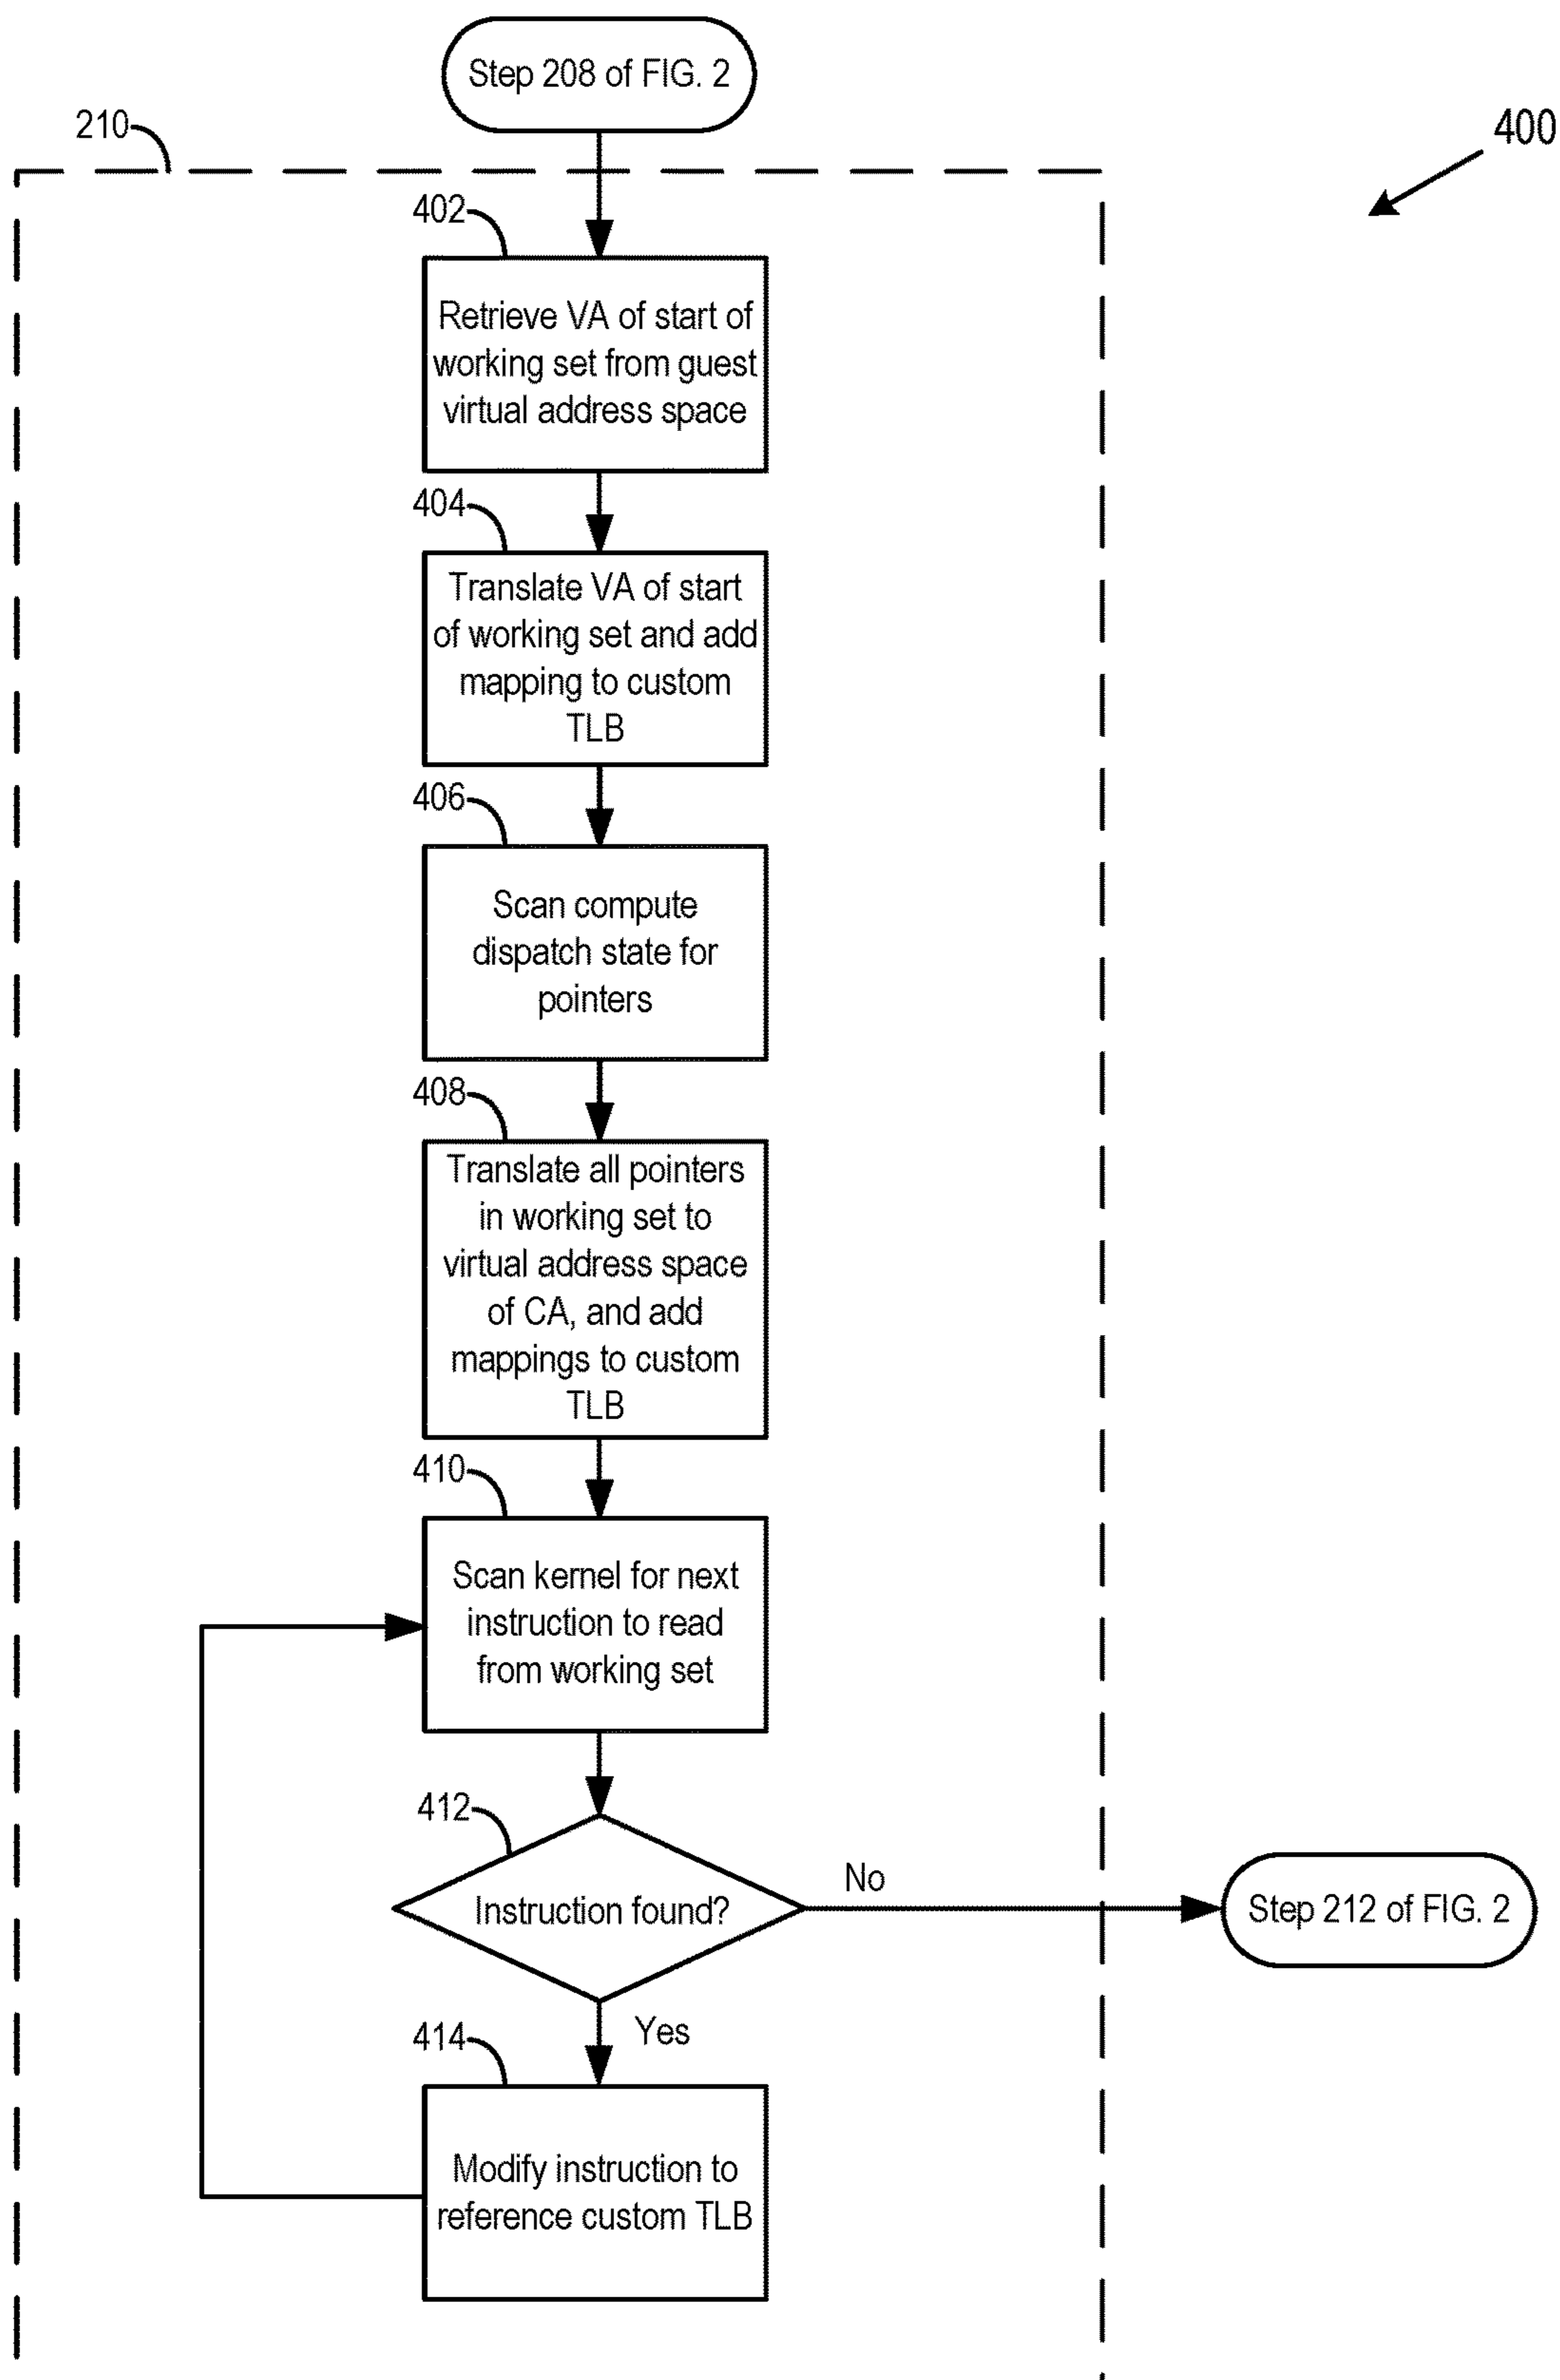 Step 208 of FIG. 2
210
400
402
Retrieve VA of start of
working set from guest
virtual address space
404
Translate VA of start
of working set and add
mapping to custom
TLB
406
Scan compute
dispatch state for
pointers
408
Translate all pointers
in working set to
virtual address space
of CA, and add
mappings to custom
TLB
410
Scan kernel for next
instruction to read
from working set
412
Instruction found?
No
Step 212 of FIG. 2
Yes
414
Modify instruction to
reference custom TLB